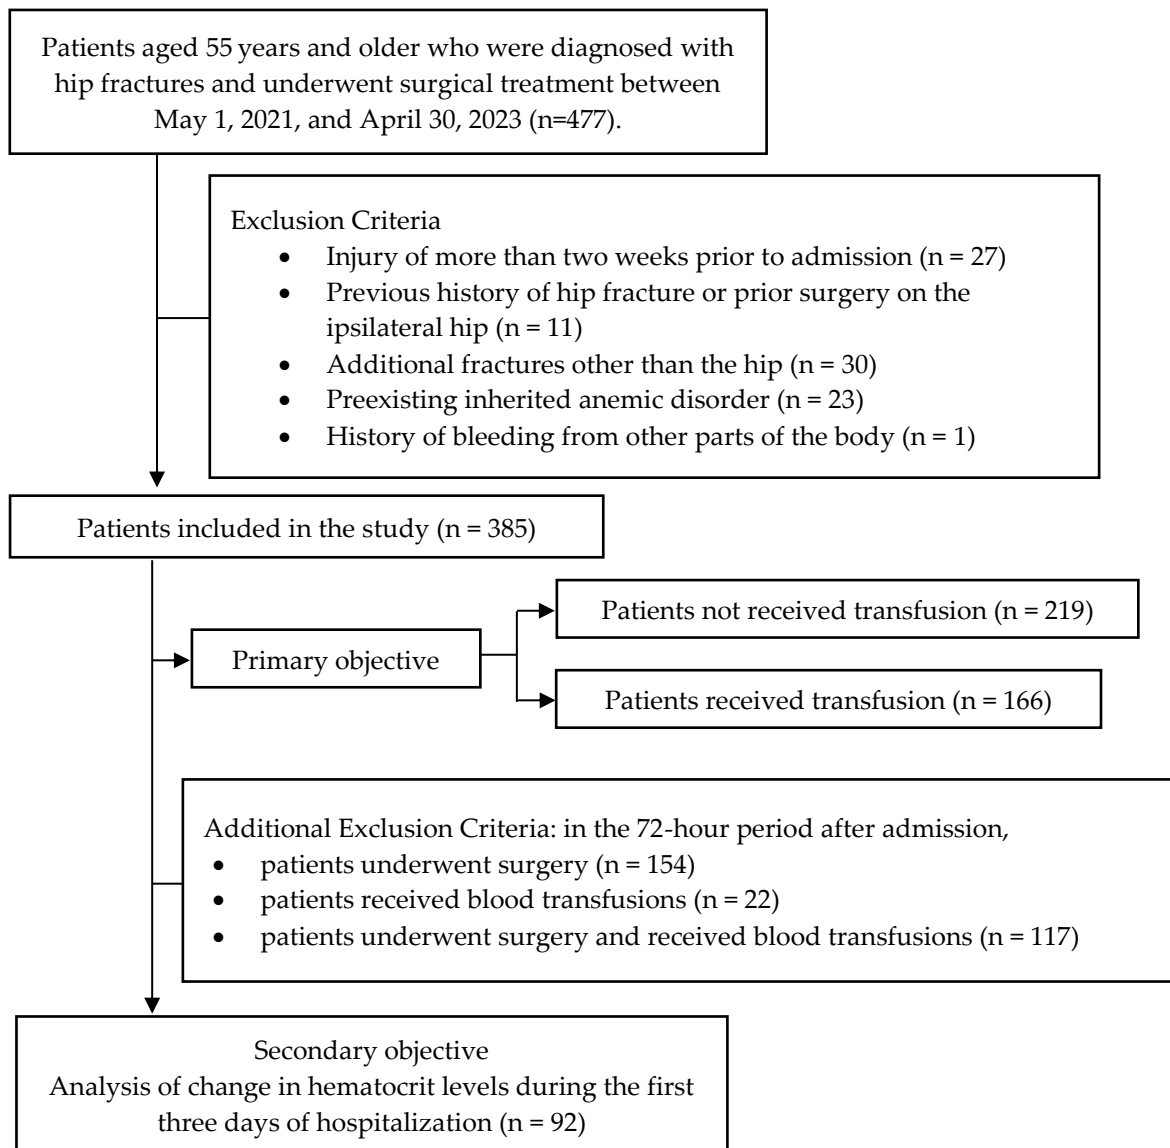 Patients aged 55 years and older who were diagnosed with
hip fractures and underwent surgical treatment between
May 1, 2021, and April 30, 2023 (n=477).
Exclusion Criteria
• Injury of more than two weeks prior to admission (n = 27)
• Previous history of hip fracture or prior surgery on the
ipsilateral hip (n = 11)
• Additional fractures other than the hip (n = 30)
• Preexisting inherited anemic disorder (n = 23)
• History of bleeding from other parts of the body (n = 1)
Patients included in the study (n = 385)
Patients not received transfusion (n = 219)
Primary objective
Patients received transfusion (n = 166)
Additional Exclusion Criteria: in the 72-hour period after admission,
• patients underwent surgery (n = 154)
• patients received blood transfusions (n = 22)
• patients underwent surgery and received blood transfusions (n = 117)
Secondary objective
Analysis of change in hematocrit levels during the first
three days of hospitalization (n = 92)